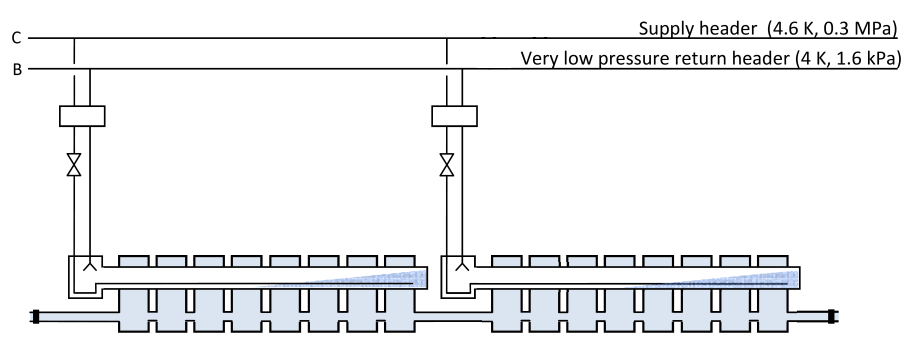 Supply header (4.6 K, 0.3 MPa)
C
Very low pressure return header (4 K, 1.6 kPa)
B